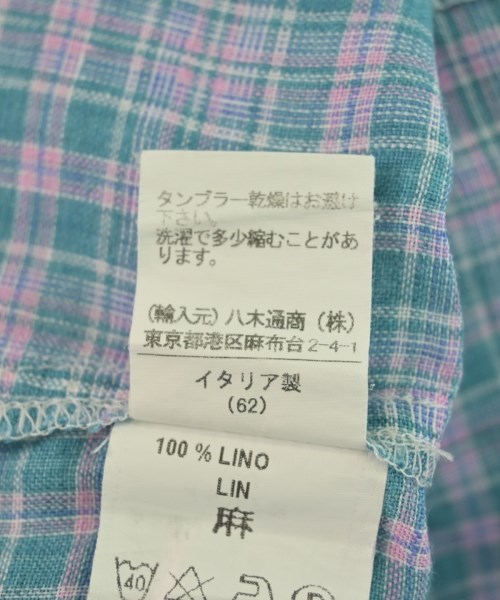 タンブラー乾燥はお避け
下さい。
洗濯で多少縮むことがあ
ります。
(輸入元) 八木通商 (株)
東京都港区麻布台 2-4-1
イタリア製
(62)
100 % LINO
LIN
麻
40